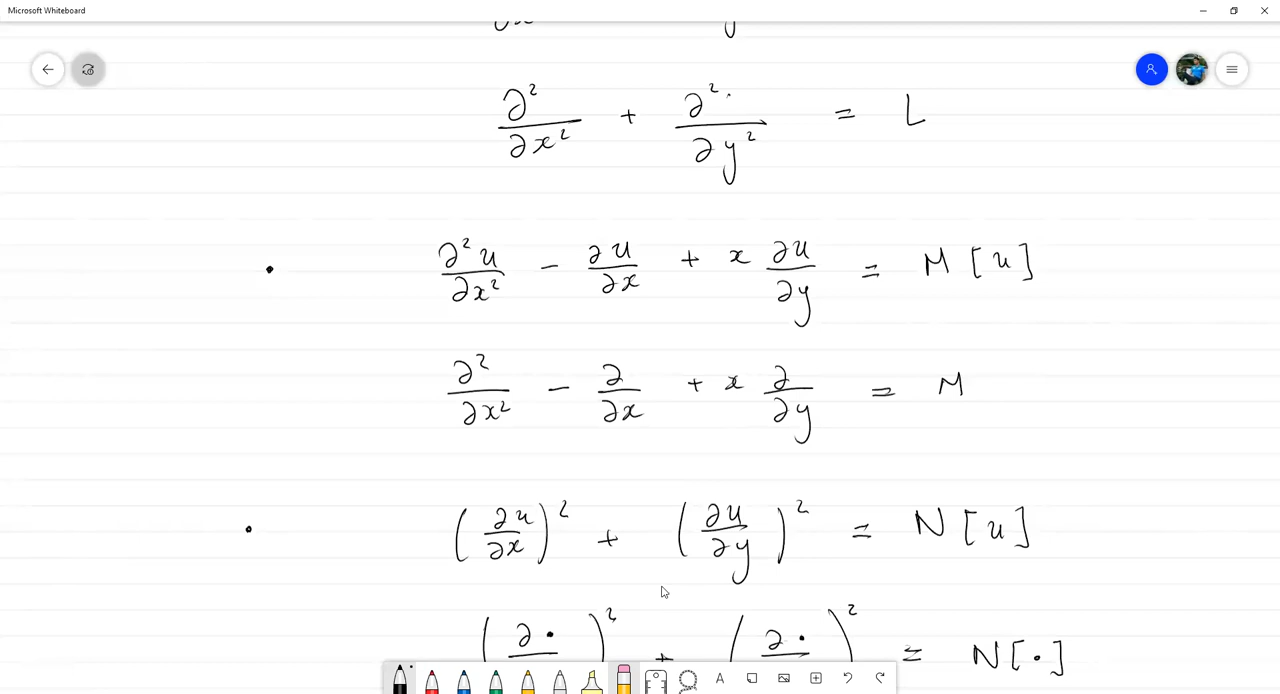 Microsoft Whiteboard
∂²/∂x² + ∂²·/∂y² = L
• ∂²u/∂x² − ∂u/∂x + x ∂u/∂y = M [u]
∂²/∂x² − ∂/∂x + x ∂/∂y = M
• (∂u/∂x)² + (∂u/∂y)² = N [u]
(∂• )² + (∂• )² = N [•]
A